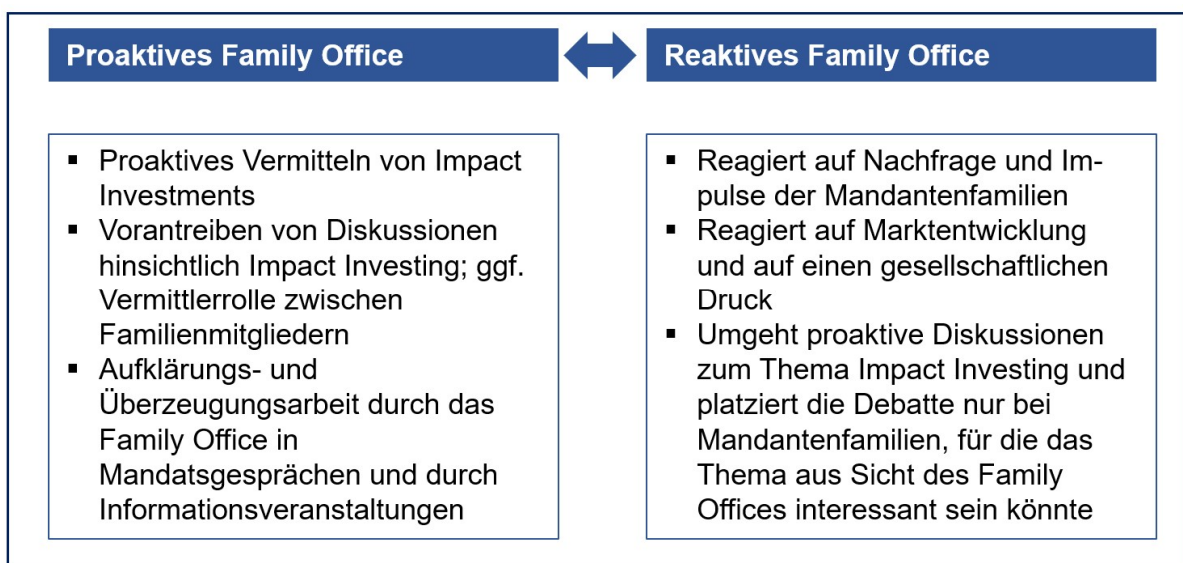 Proaktives Family Office
Reaktives Family Office
▪ Proaktives Vermitteln von Impact
Investments
▪ Vorantreiben von Diskussionen
hinsichtlich Impact Investing; ggf.
Vermittlerrolle zwischen
Familienmitgliedern
▪ Aufklärungs- und
Überzeugungsarbeit durch das
Family Office in
Mandatsgesprächen und durch
Informationsveranstaltungen
▪ Reagiert auf Nachfrage und Im-
pulse der Mandantenfamilien
▪ Reagiert auf Marktentwicklung
und auf einen gesellschaftlichen
Druck
▪ Umgeht proaktive Diskussionen
zum Thema Impact Investing und
platziert die Debatte nur bei
Mandantenfamilien, für die das
Thema aus Sicht des Family
Offices interessant sein könnte